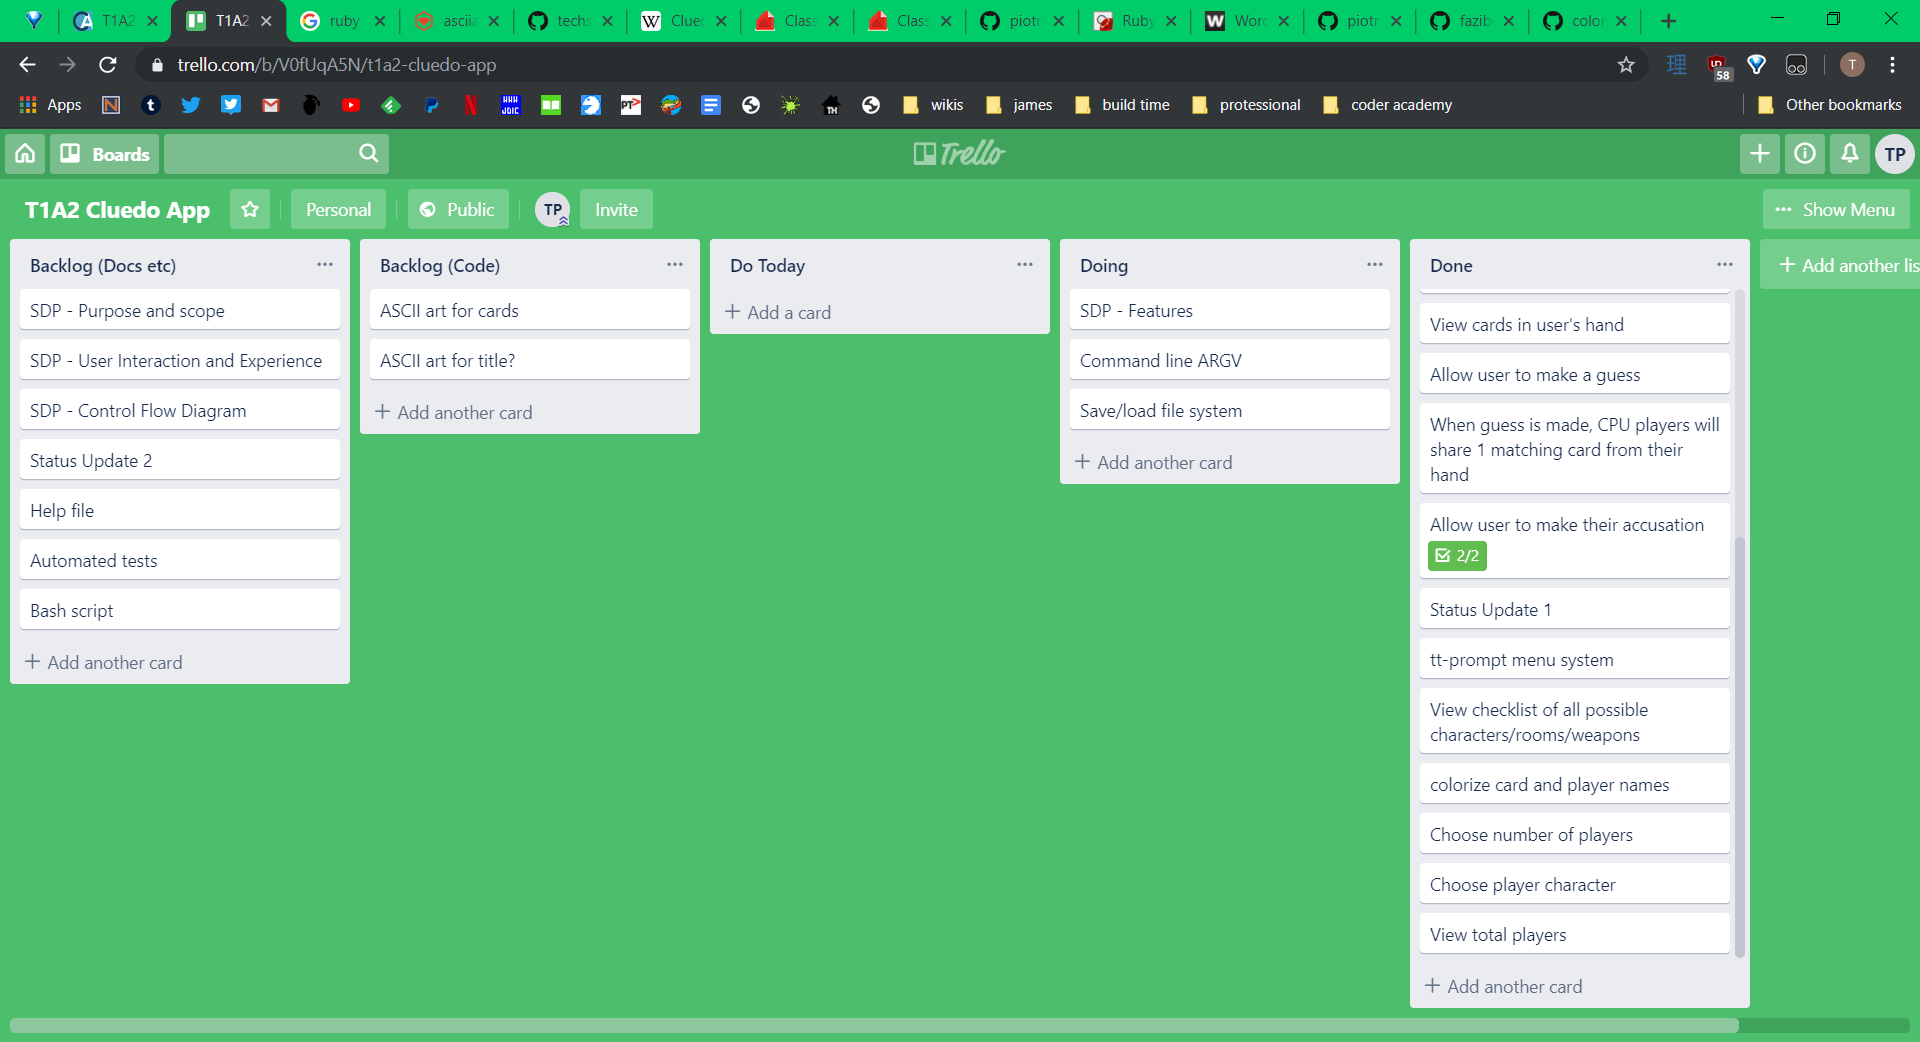 T1A2
T1A2
ruby
ascii
techs
Clued
Class
Class
piotr
Ruby
Word
piotr
fazib
color
trello.com/b/V0fUqA5N/t1a2-cluedo-app
58
T
Apps
wikis
james
build time
protessional
coder academy
Other bookmarks
Boards
Trello
TP
T1A2 Cluedo App
Personal
Public
TP
Invite
Show Menu
Backlog (Docs etc)
SDP - Purpose and scope
SDP - User Interaction and Experience
SDP - Control Flow Diagram
Status Update 2
Help file
Automated tests
Bash script
+ Add another card
Backlog (Code)
ASCII art for cards
ASCII art for title?
+ Add another card
Do Today
+ Add a card
Doing
SDP - Features
Command line ARGV
Save/load file system
+ Add another card
Done
View cards in user's hand
Allow user to make a guess
When guess is made, CPU players will
share 1 matching card from their
hand
Allow user to make their accusation
2/2
Status Update 1
tt-prompt menu system
View checklist of all possible
characters/rooms/weapons
colorize card and player names
Choose number of players
Choose player character
View total players
+ Add another card
+ Add another lis